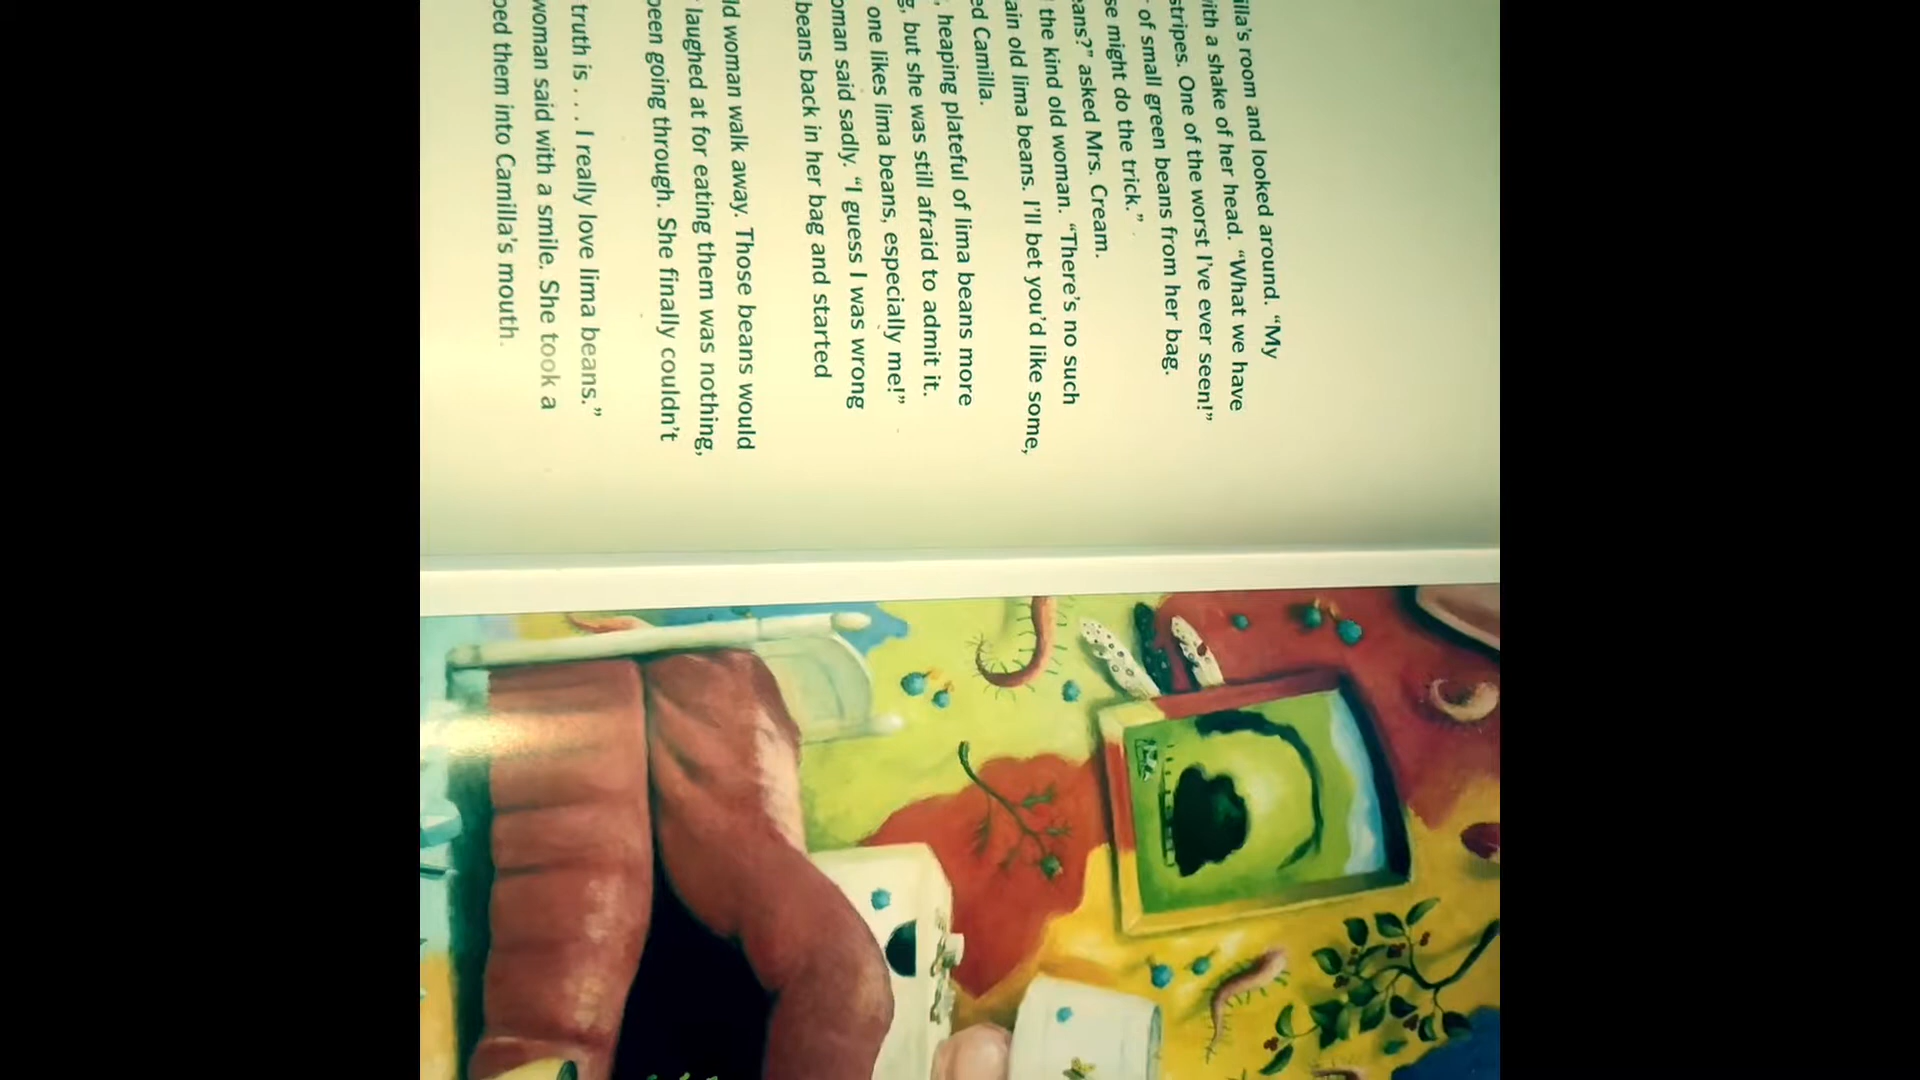 illa's room and looked around. "My
ith a shake of her head. "What we have
stripes. One of the worst I've ever seen!"
of small green beans from her bag.
se might do the trick."
eans?" asked Mrs. Cream.
the kind old woman. "There's no such
ain old lima beans. I'll bet you'd like some,
ed Camilla.
, heaping plateful of lima beans more
g, but she was still afraid to admit it.
one likes lima beans, especially me!"
oman said sadly. "I guess I was wrong
beans back in her bag and started
ld woman walk away. Those beans would
laughed at for eating them was nothing,
been going through. She finally couldn't
truth is . . . I really love lima beans."
woman said with a smile. She took a
ped them into Camilla's mouth.